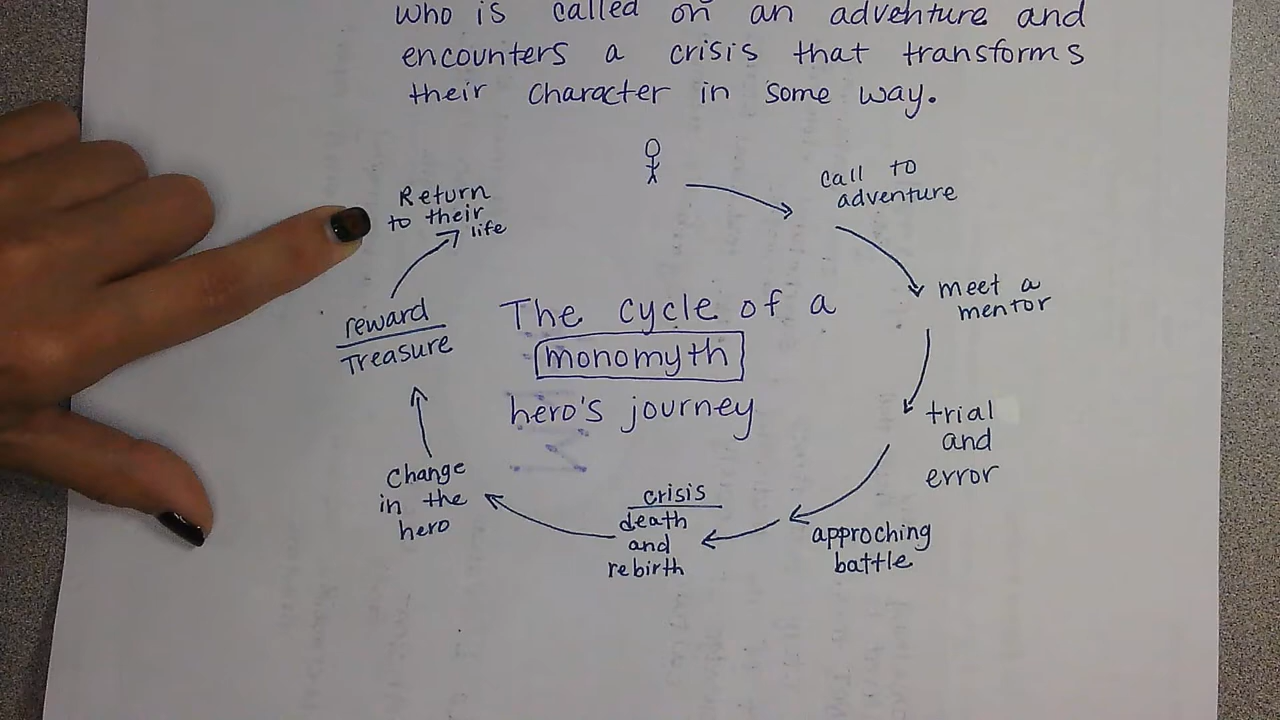 who is called on an adventure and
encounters a crisis that transforms
their character in some way.
call to
adventure
meet a
mentor
trial
and
error
approching
battle
crisis
death
and
rebirth
Change
in the
hero
reward
Treasure
Return
to their
life
The cycle of a
monomyth
hero's journey